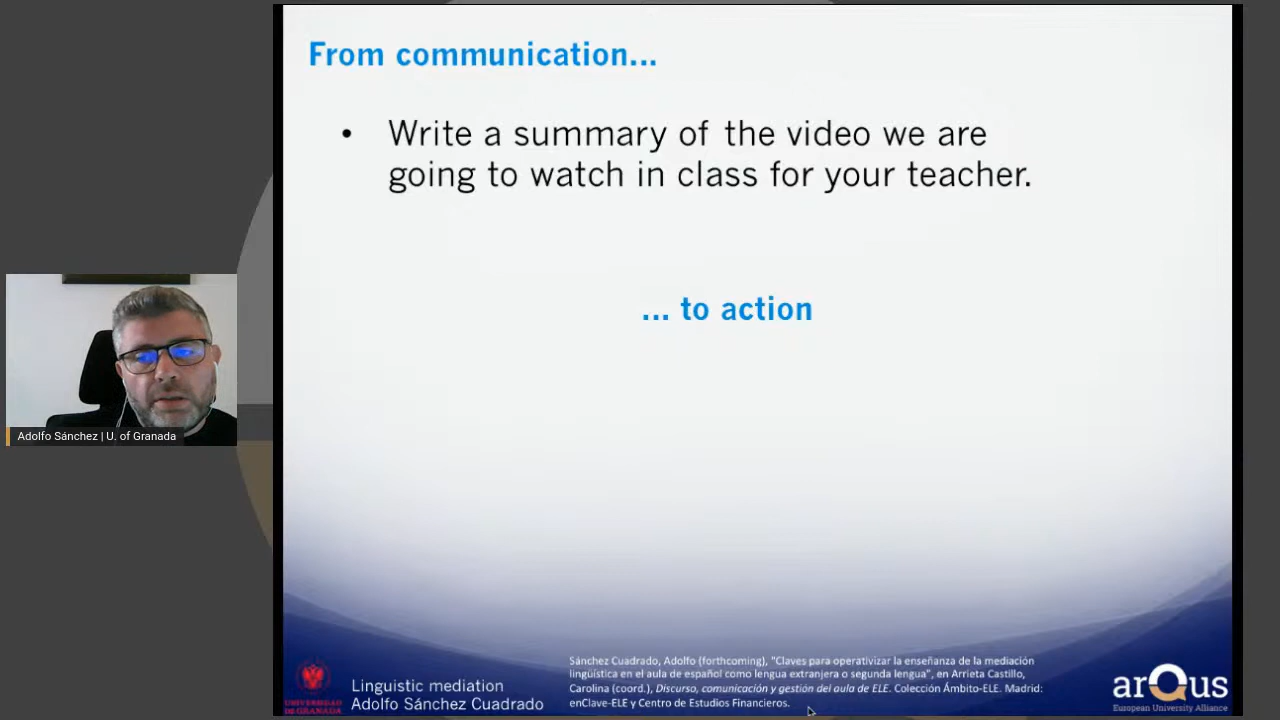 From communication...
• Write a summary of the video we are
going to watch in class for your teacher.
... to action
Adolfo Sánchez | U. of Granada
UNIVERSIDAD
DE GRANADA
Linguistic mediation
Adolfo Sánchez Cuadrado
Sánchez Cuadrado, Adolfo (forthcoming), "Claves para operativizar la enseñanza de la mediación
lingüística en el aula de español como lengua extranjera o segunda lengua", en Arrieta Castillo,
Carolina (coord.), Discurso, comunicación y gestión del aula de ELE. Colección Ámbito-ELE. Madrid:
enClave-ELE y Centro de Estudios Financieros.
arQus
European University Alliance